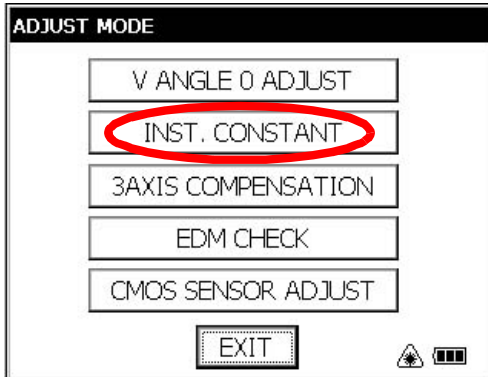 ADJUST MODE
V ANGLE 0 ADJUST
INST. CONSTANT
3AXIS COMPENSATION
EDM CHECK
CMOS SENSOR ADJUST
EXIT